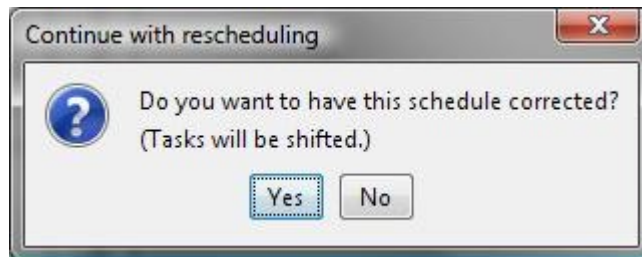 Continue with rescheduling
Do you want to have this schedule corrected?
(Tasks will be shifted.)
Yes No